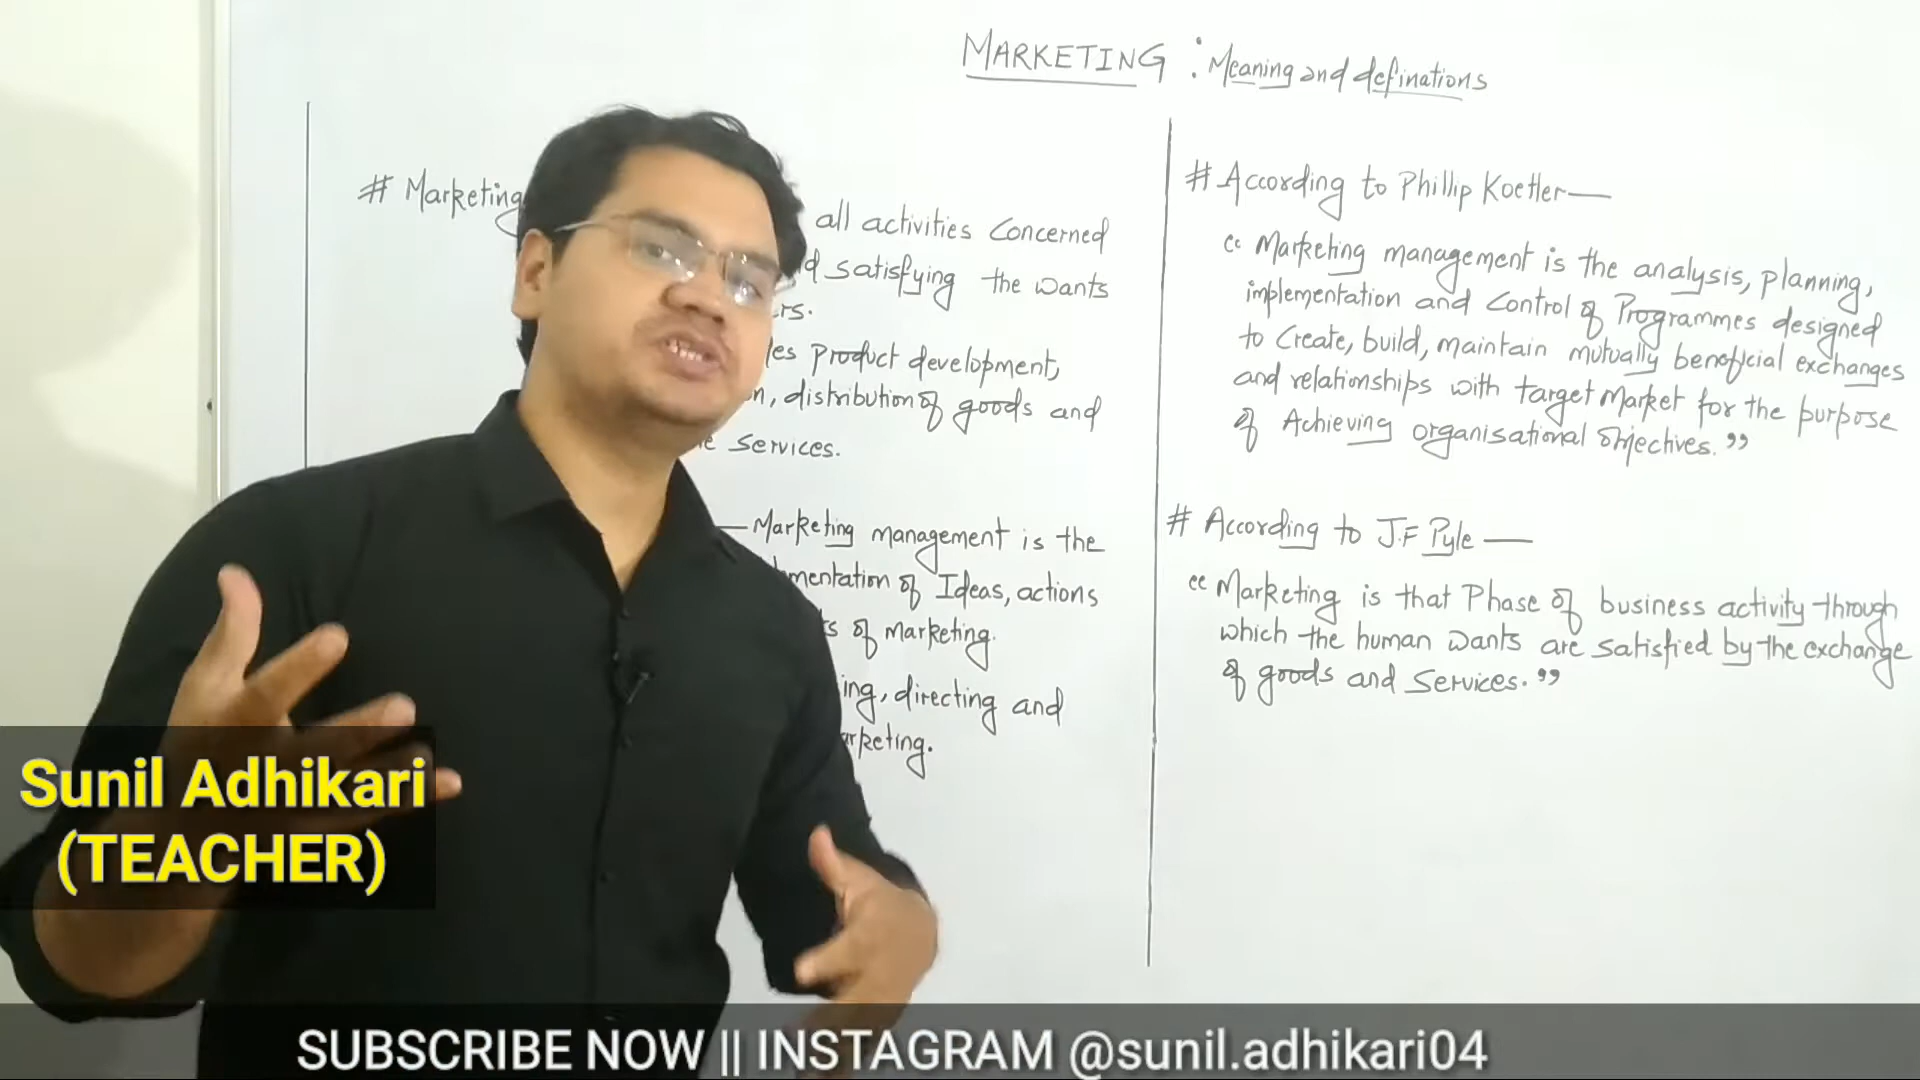 MARKETING : Meaning and definations
# Marketing
all activities concerned
satisfying the wants
Product development,
distribution of goods and
services.
— Marketing management is the
of Ideas, actions
of marketing.
directing and
# According to Phillip Koetler —
“ Marketing management is the analysis, planning,
implementation and Control of Programmes designed
to Create, build, maintain mutually beneficial exchanges
and relationships with target Market for the purpose
of Achieving organisational objectives.”
# According to J.F Pyle —
“ Marketing is that Phase of business activity through
which the human wants are satisfied by the exchange
of goods and services.”
Sunil Adhikari
(TEACHER)
SUBSCRIBE NOW || INSTAGRAM @sunil.adhikari04